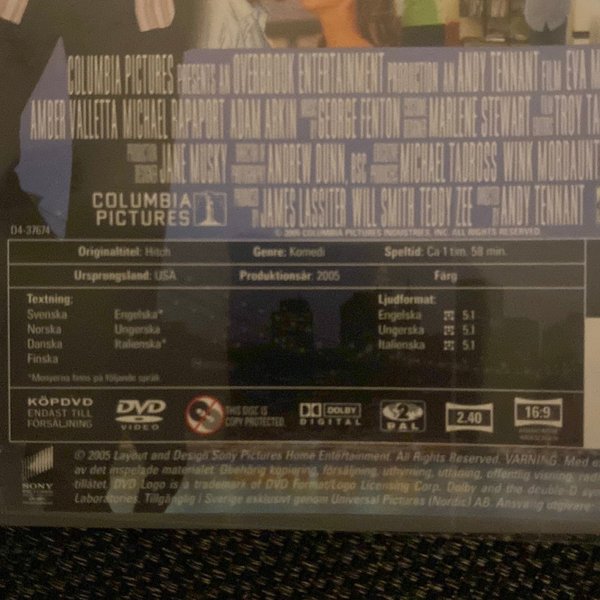 COLUMBIA PICTURES PRESENTS AN OVERBROOK ENTERTAINMENT PRODUCTION AN ANDY TENNANT FILM EVA M
AMBER VALLETTA MICHAEL RAPAPORT ADAM ARKIN GEORGE FENTON MARLENE STEWART TROY TA
JANE MUSKY ANDREW DUNN, BSC MICHAEL TADROSS WINK MORDAUNT
JAMES LASSITER WILL SMITH TEDDY ZEE ANDY TENNANT
COLUMBIA
PICTURES
© 2005 COLUMBIA PICTURES INDUSTRIES, INC. ALL RIGHTS RESERVED.
D4-37674
Originaltitel: Hitch Genre: Komedi Speltid: Ca 1 tim. 58 min.
Ursprungsland: USA Produktionsår: 2005 Färg
Textning:
Svenska Engelska*
Norska Ungerska
Danska Italienska*
Finska
*Menyerna finns på följande språk
Ljudformat:
Engelska 5.1
Ungerska 5.1
Italienska 5.1
KÖPDVD
ENDAST TILL
FÖRSÄLJNING
DVD
VIDEO
THIS DISC IS
COPY PROTECTED
DOLBY
DIGITAL
2
PAL
2.40
16:9
SONY
© 2005 Layout and Design Sony Pictures Home Entertainment. All Rights Reserved. VARNING. Med e
av det inspelade materialet. Obehörig kopiering, försäljning, uthyrning, utlåning, offentlig visning,
tillåtet. DVD Logo is a trademark of DVD Format/Logo Licensing Corp. Dolby and the double-D sy
Laboratories. Tillgänglig i Sverige exklusivt genom Universal Pictures (Nordic) AB. Ansvarig utgivare